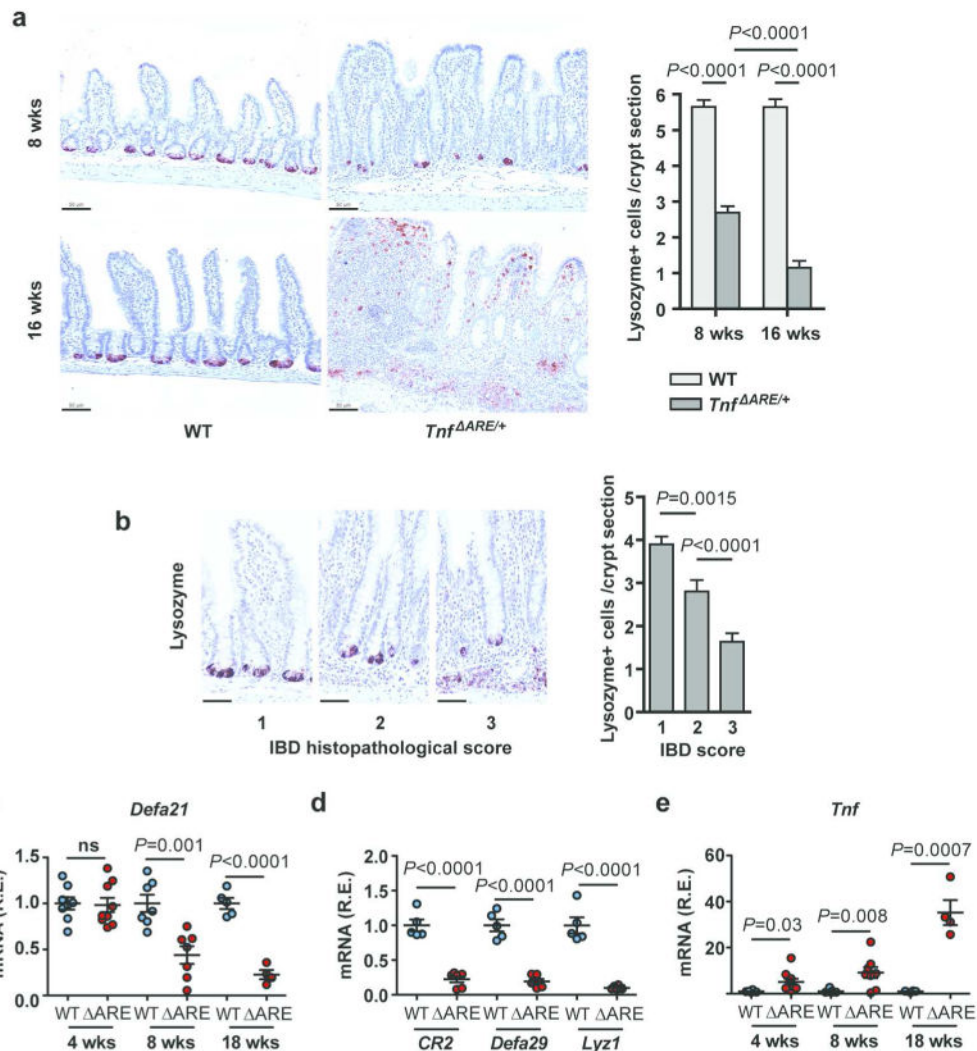 a
8 wks
16 wks
WT
Tnf ΔARE/+
P<0.0001
P<0.0001 P<0.0001
Lysozyme+ cells /crypt section
6
5
4
3
2
1
0
8 wks 16 wks
WT
Tnf ΔARE/+
b
Lysozyme
1 2 3
IBD histopathological score
P=0.0015
P<0.0001
Lysozyme+ cells /crypt section
5
4
3
2
1
0
1 2 3
IBD score
Defa21
ns P=0.001 P<0.0001
mRNA (R.E.)
1.5
1.0
0.5
0.0
WT ΔARE WT ΔARE WT ΔARE
4 wks 8 wks 18 wks
d
P<0.0001 P<0.0001 P<0.0001
mRNA (R.E.)
2.0
1.5
1.0
0.5
0.0
WT ΔARE WT ΔARE WT ΔARE
CR2 Defa29 Lyz1
e
Tnf
P=0.03 P=0.008 P=0.0007
mRNA (R.E.)
60
40
20
0
WT ΔARE WT ΔARE WT ΔARE
4 wks 8 wks 18 wks